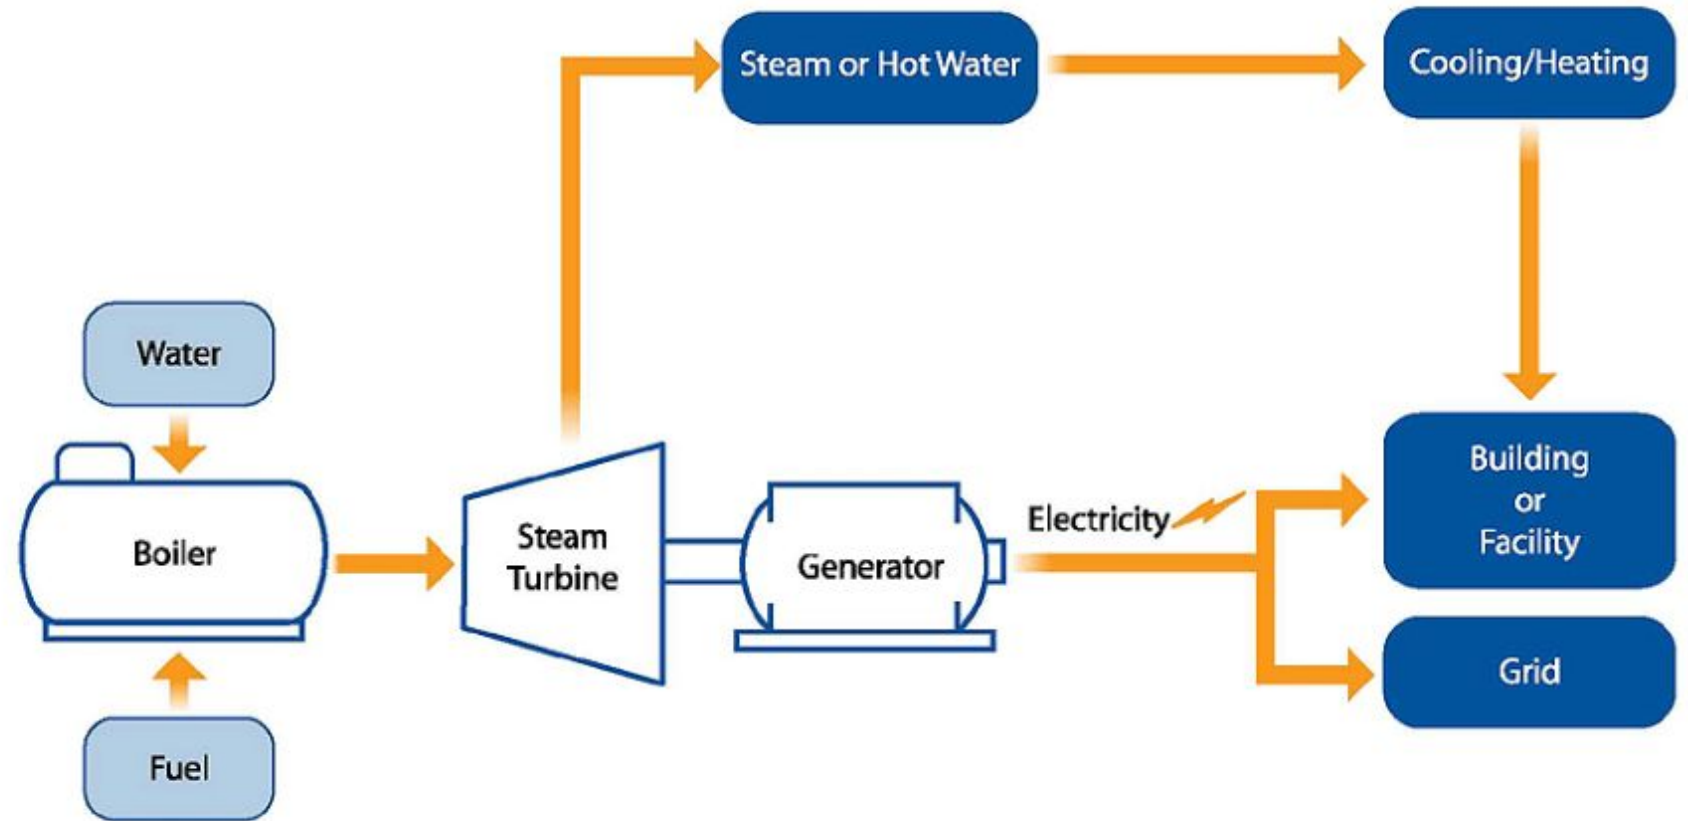 Steam or Hot Water
Cooling/Heating
Water
Boiler
Fuel
Steam
Turbine
Generator
Electricity
Building
or
Facility
Grid